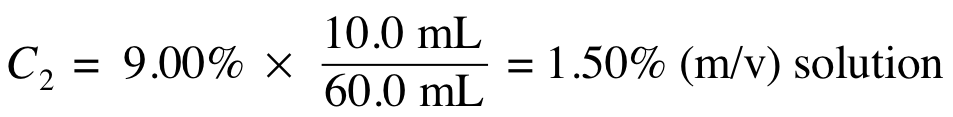 C₂ = 9.00% × 10.0 mL / 60.0 mL = 1.50% (m/v) solution